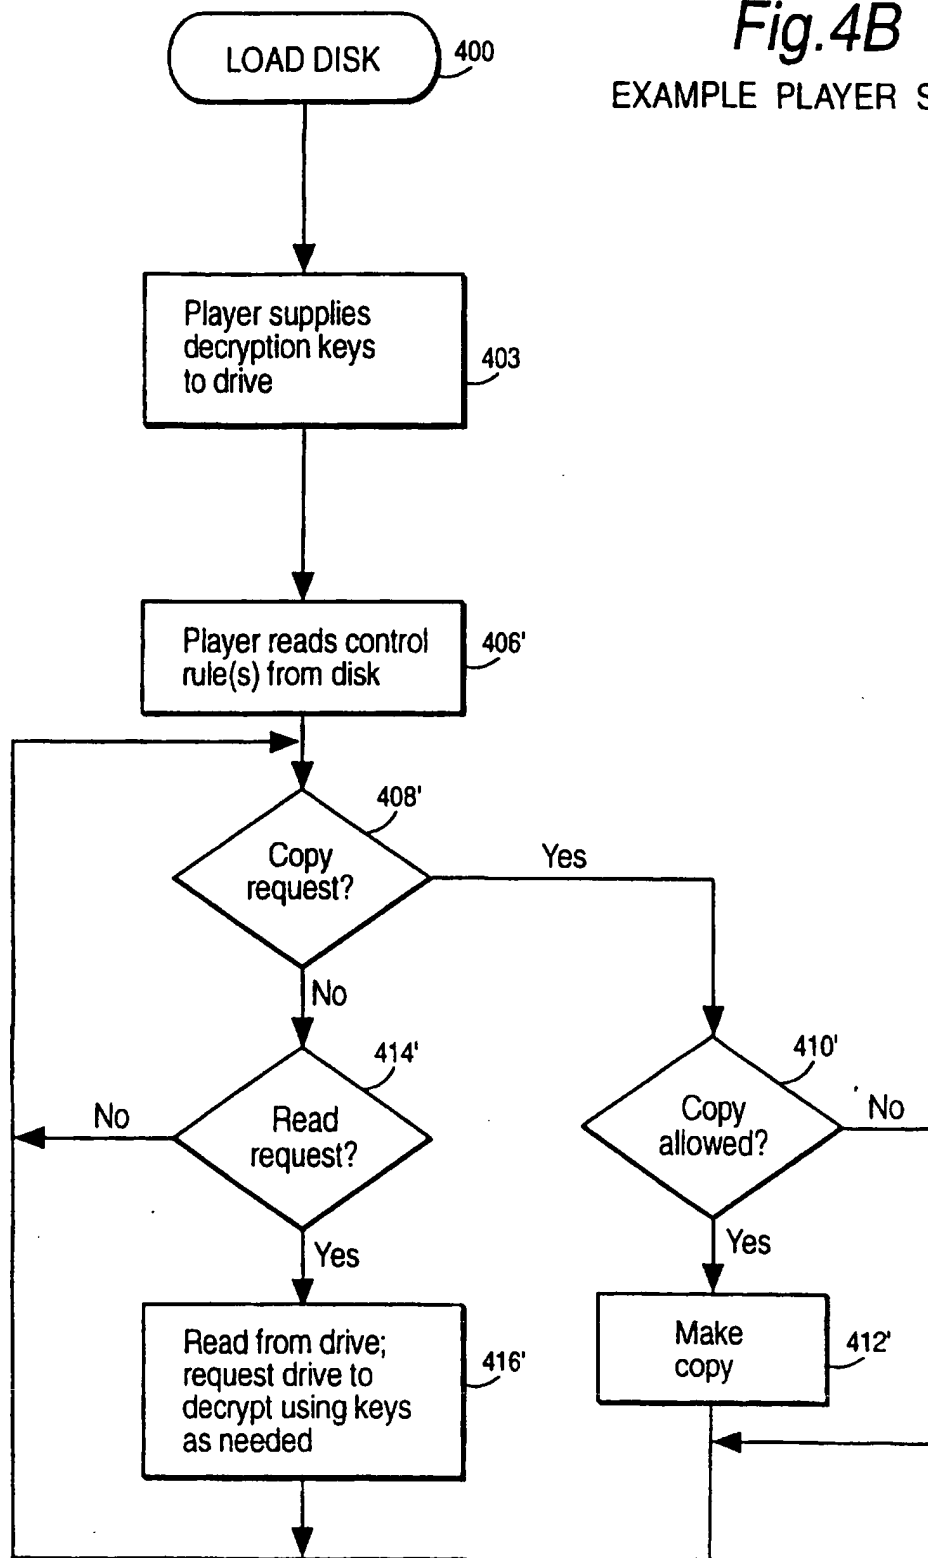 Fig.4B
EXAMPLE PLAYER
LOAD DISK
400
Player supplies
decryption keys
to drive
403
Player reads control
rule(s) from disk
406'
408'
Copy
request?
Yes
No
414'
Read
request?
No
Yes
410'
Copy
allowed?
No
Yes
Read from drive;
request drive to
decrypt using keys
as needed
416'
Make
copy
412'